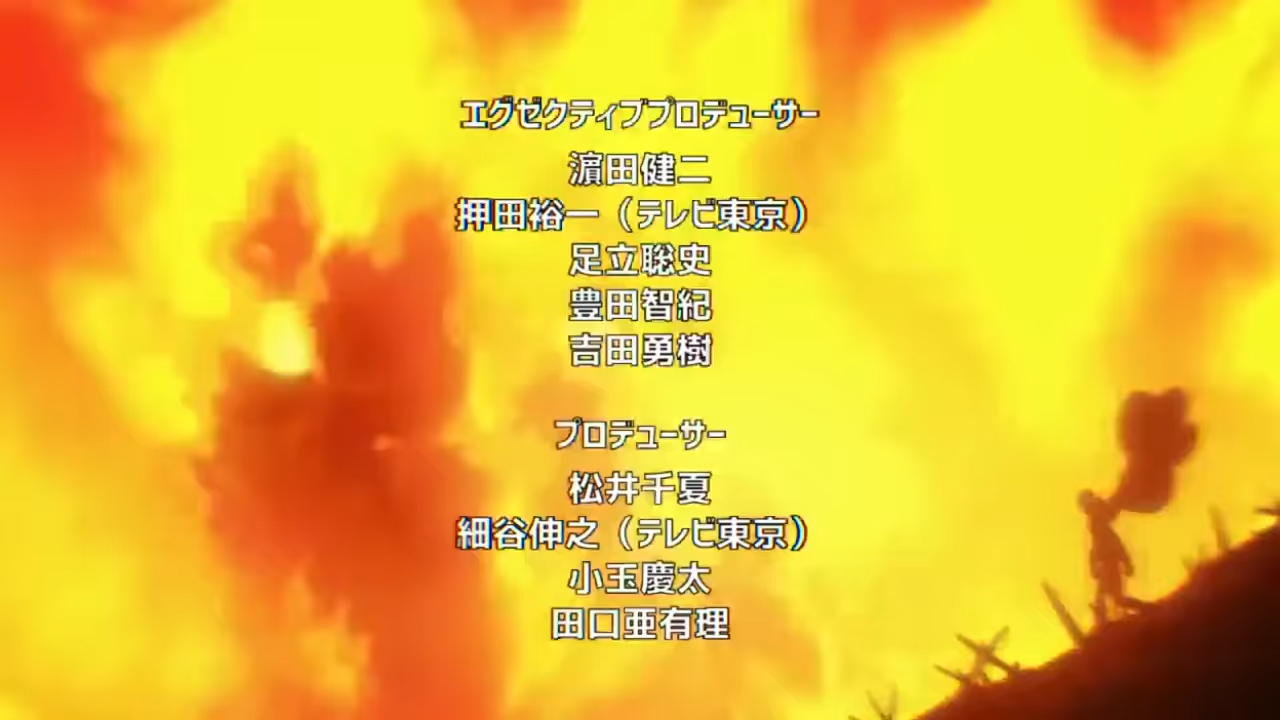 エグゼクティブプロデューサー
濵田健二
押田裕一（テレビ東京）
足立聡史
豊田智紀
吉田勇樹
プロデューサー
松井千夏
細谷伸之（テレビ東京）
小玉慶太
田口亜有理